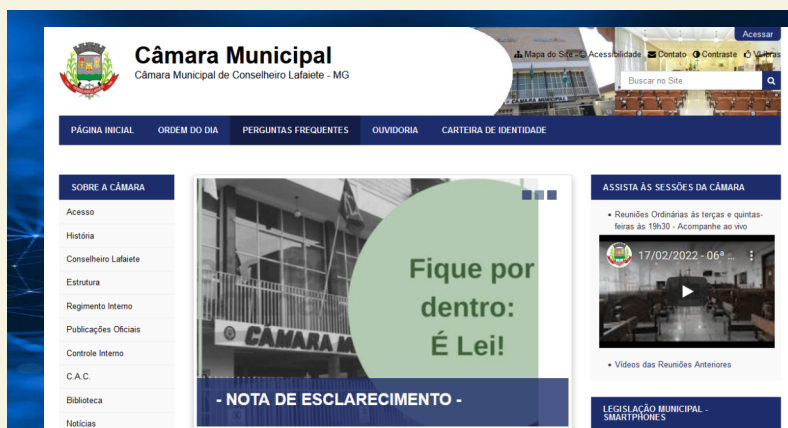 Acessar
Câmara Municipal
Câmara Municipal de Conselheiro Lafaiete - MG
Mapa do Site Acessibilidade Contato Contraste VLibras
Buscar no Site
CAMARA MUNICIPAL
PÁGINA INICIAL ORDEM DO DIA PERGUNTAS FREQUENTES OUVIDORIA CARTEIRA DE IDENTIDADE
SOBRE A CÂMARA
Acesso
História
Conselheiro Lafaiete
Estrutura
Regimento Interno
Publicações Oficiais
Controle Interno
C.A.C.
Biblioteca
Notícias
Fique por
dentro:
É Lei!
CÂMARA M
- NOTA DE ESCLARECIMENTO -
ASSISTA ÀS SESSÕES DA CÂMARA
• Reuniões Ordinárias às terças e quintas-
feiras às 19h30 - Acompanhe ao vivo
17/02/2022 - 06ª ...
• Vídeos das Reuniões Anteriores
LEGISLAÇÃO MUNICIPAL -
SMARTPHONES